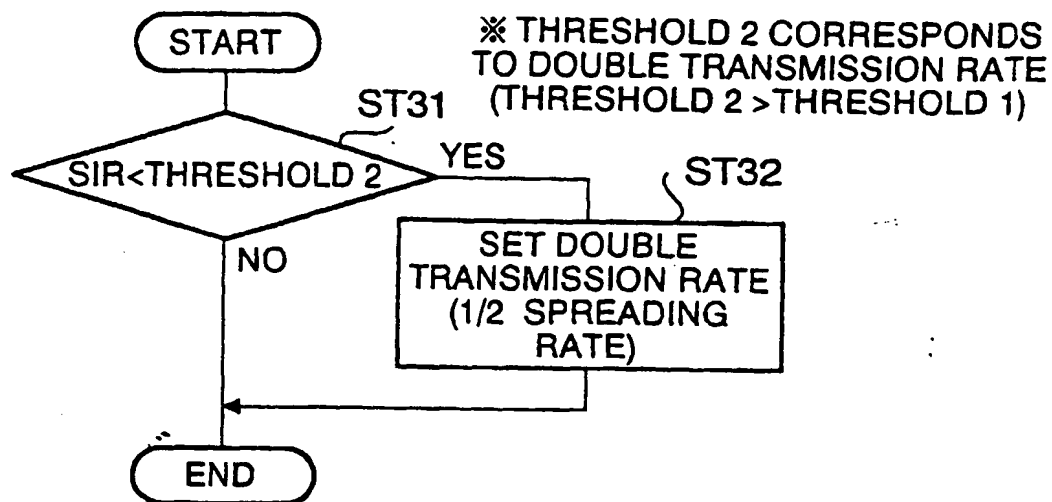 START
※ THRESHOLD 2 CORRESPONDS
TO DOUBLE TRANSMISSION RATE
(THRESHOLD 2 >THRESHOLD 1)
ST31
SIR<THRESHOLD 2
YES
ST32
NO
SET DOUBLE
TRANSMISSION RATE
(1/2 SPREADING
RATE)
END